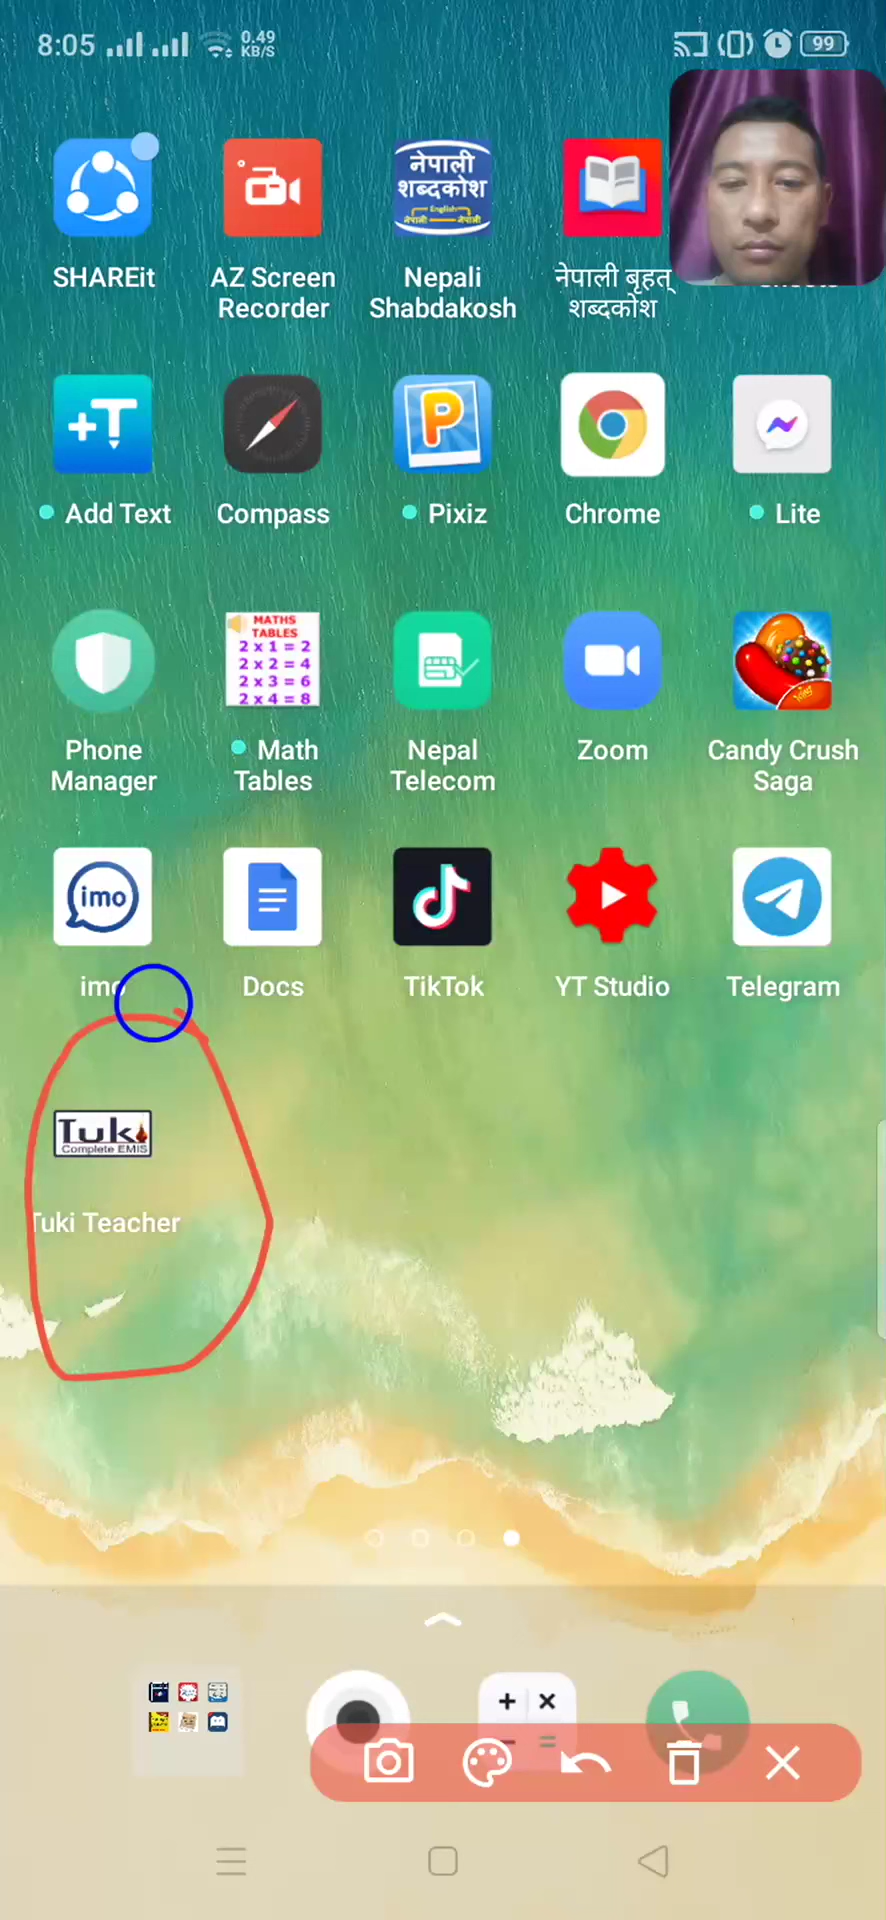 8:05
0.49
KB/S
99
नेपाली
शब्दकोश
English
नेपाली
नेपाली
SHAREit
AZ Screen
Recorder
Nepali
Shabdakosh
नेपाली बृहत्
शब्दकोश
+T
P
Add Text
Compass
Pixiz
Chrome
Lite
MATHS
TABLES
2 x 1 = 2
2 x 2 = 4
2 x 3 = 6
2 x 4 = 8
King
Phone
Manager
Math
Tables
Nepal
Telecom
Zoom
Candy Crush
Saga
imo
imo
Docs
TikTok
YT Studio
Telegram
Tuki
Complete EMIS
Tuki Teacher